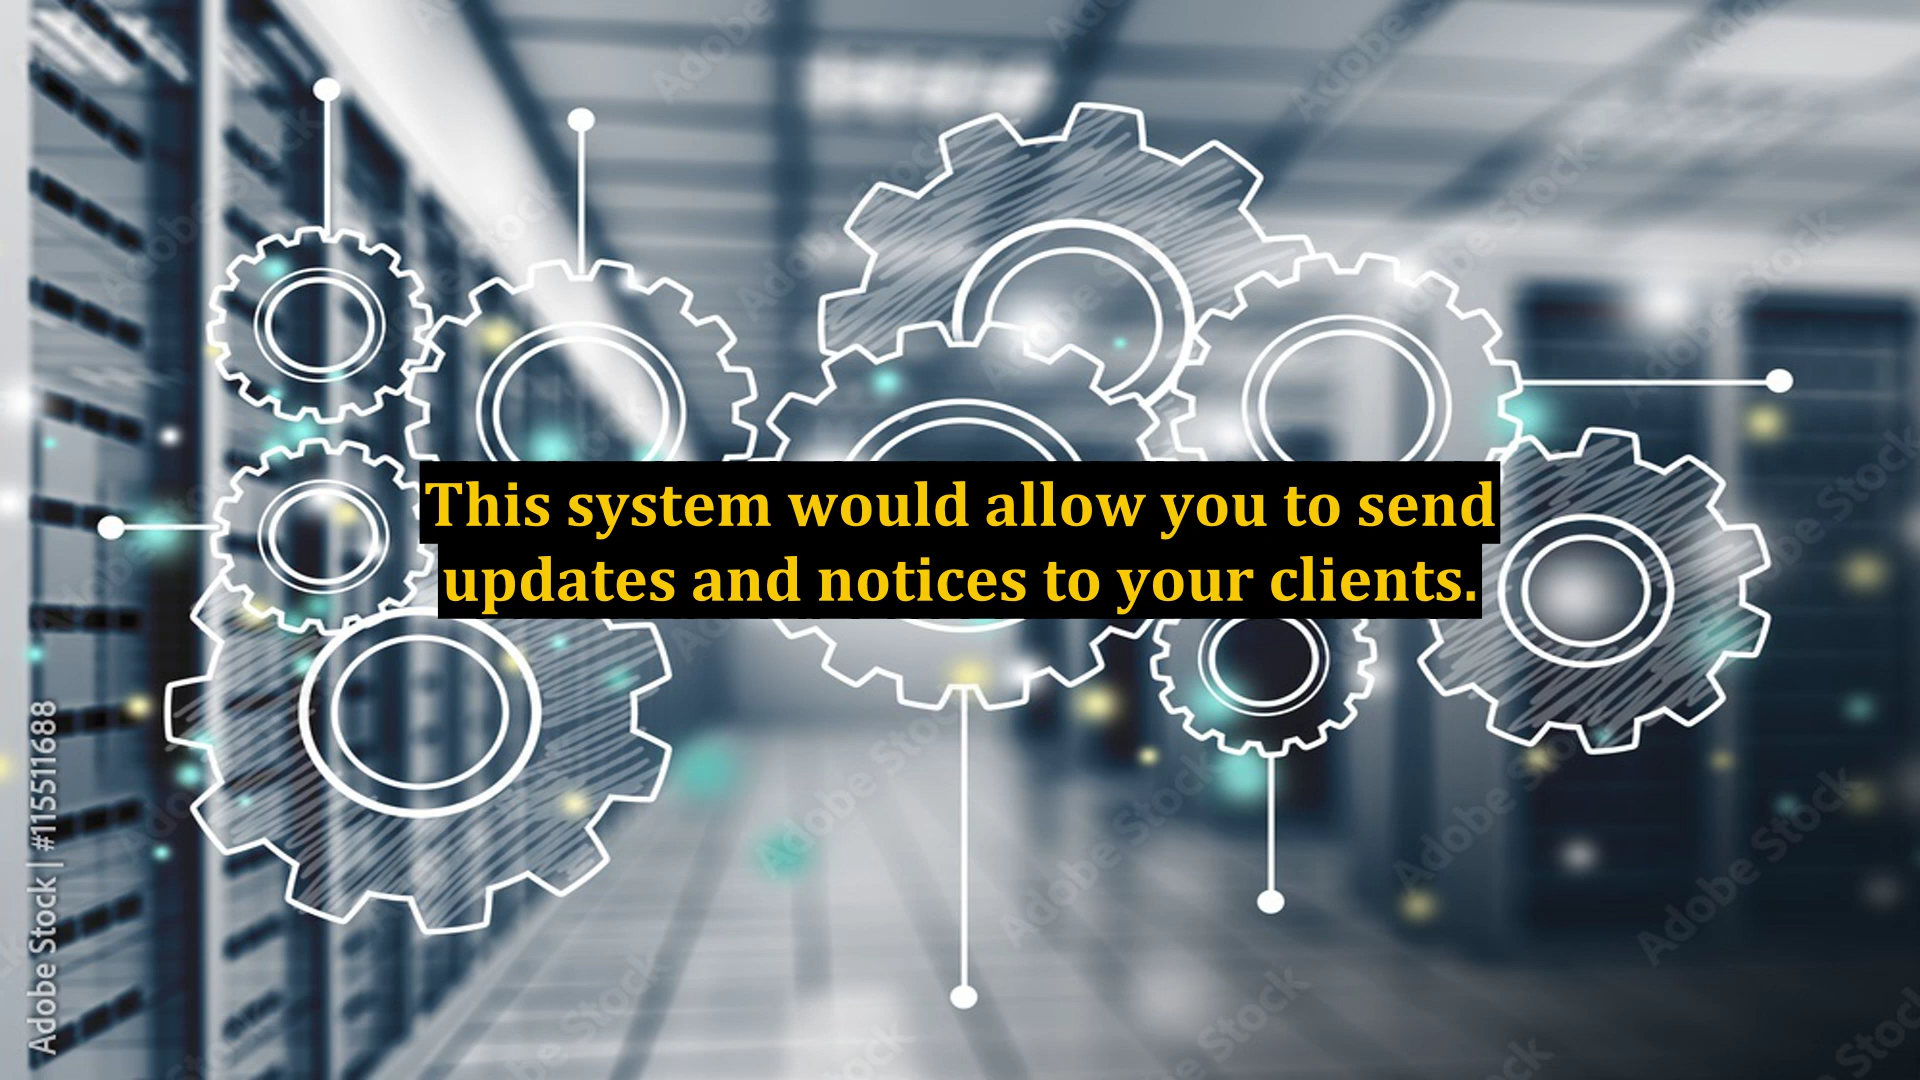 This system would allow you to send
updates and notices to your clients.
Adobe Stock | #115511688